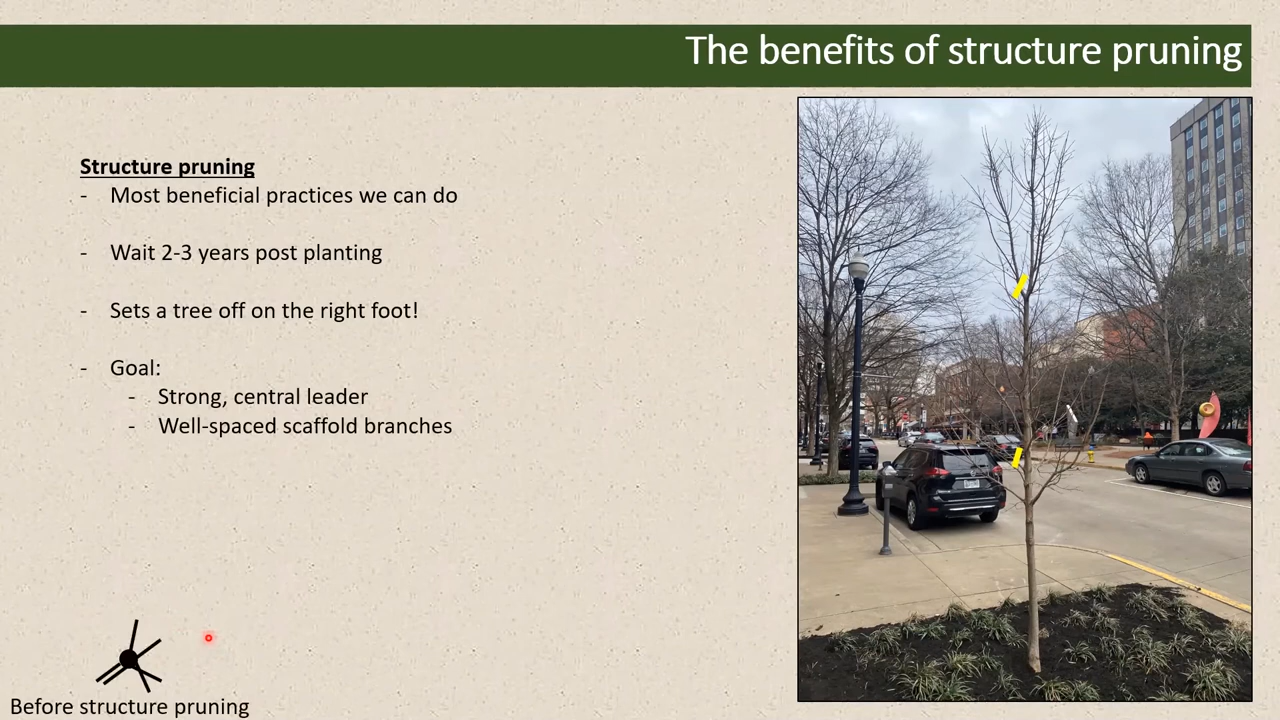 The benefits of structure pruning
Structure pruning
- Most beneficial practices we can do
- Wait 2-3 years post planting
- Sets a tree off on the right foot!
- Goal:
- Strong, central leader
- Well-spaced scaffold branches
Before structure pruning